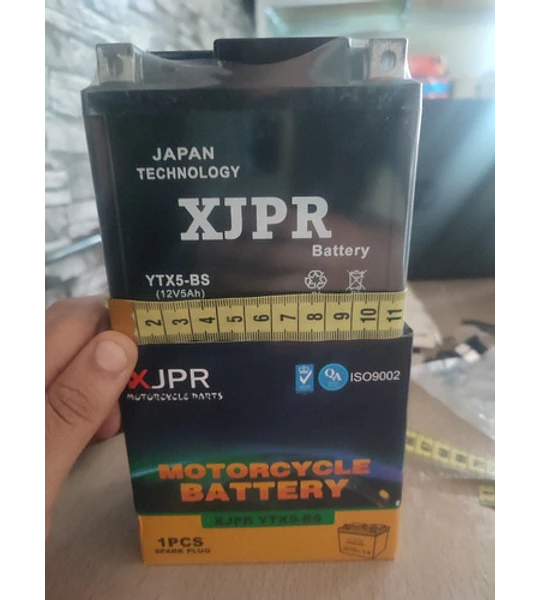 JAPAN
TECHNOLOGY
XJPR
Battery
YTX5-BS
(12V5Ah)
2 3 4 5 6 7 8 9 10 11
XJPR
MOTORCYCLE PARTS
QA ISO9002
MOTORCYCLE
BATTERY
XJPR YTX5-BS
1PCS
SPARK PLUG